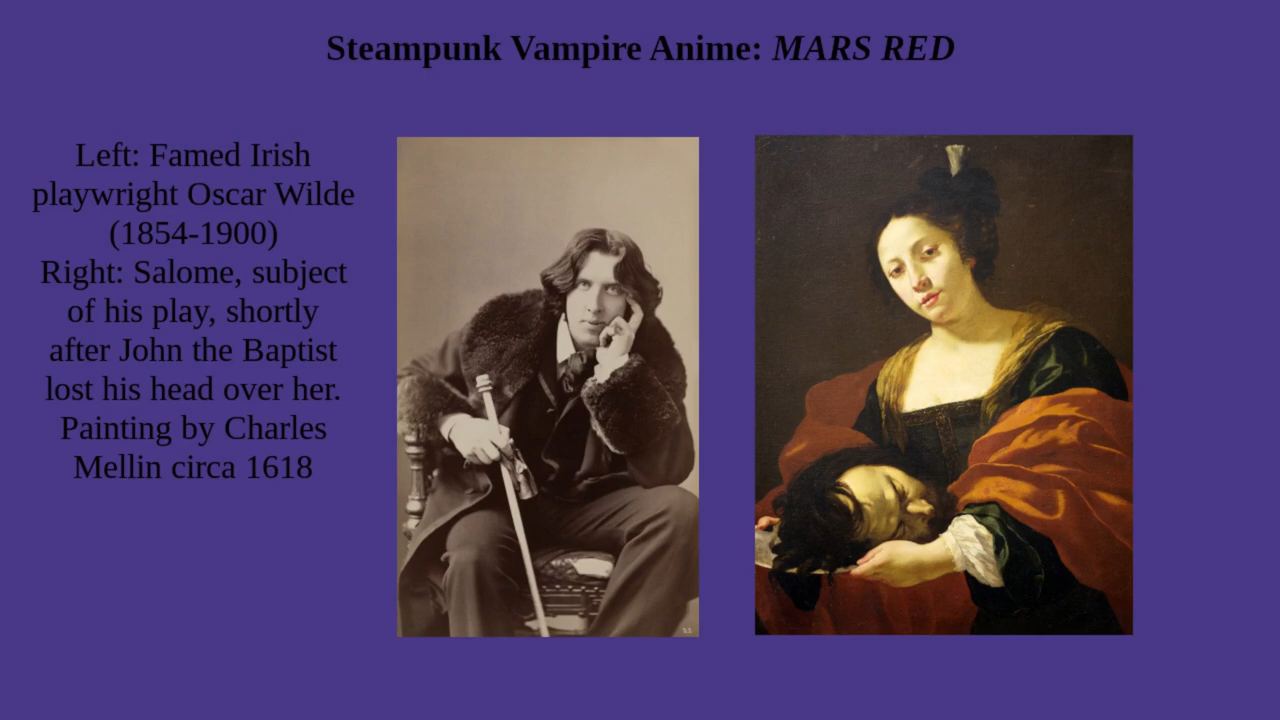 Steampunk Vampire Anime: MARS RED
Left: Famed Irish
playwright Oscar Wilde
(1854-1900)
Right: Salome, subject
of his play, shortly
after John the Baptist
lost his head over her.
Painting by Charles
Mellin circa 1618